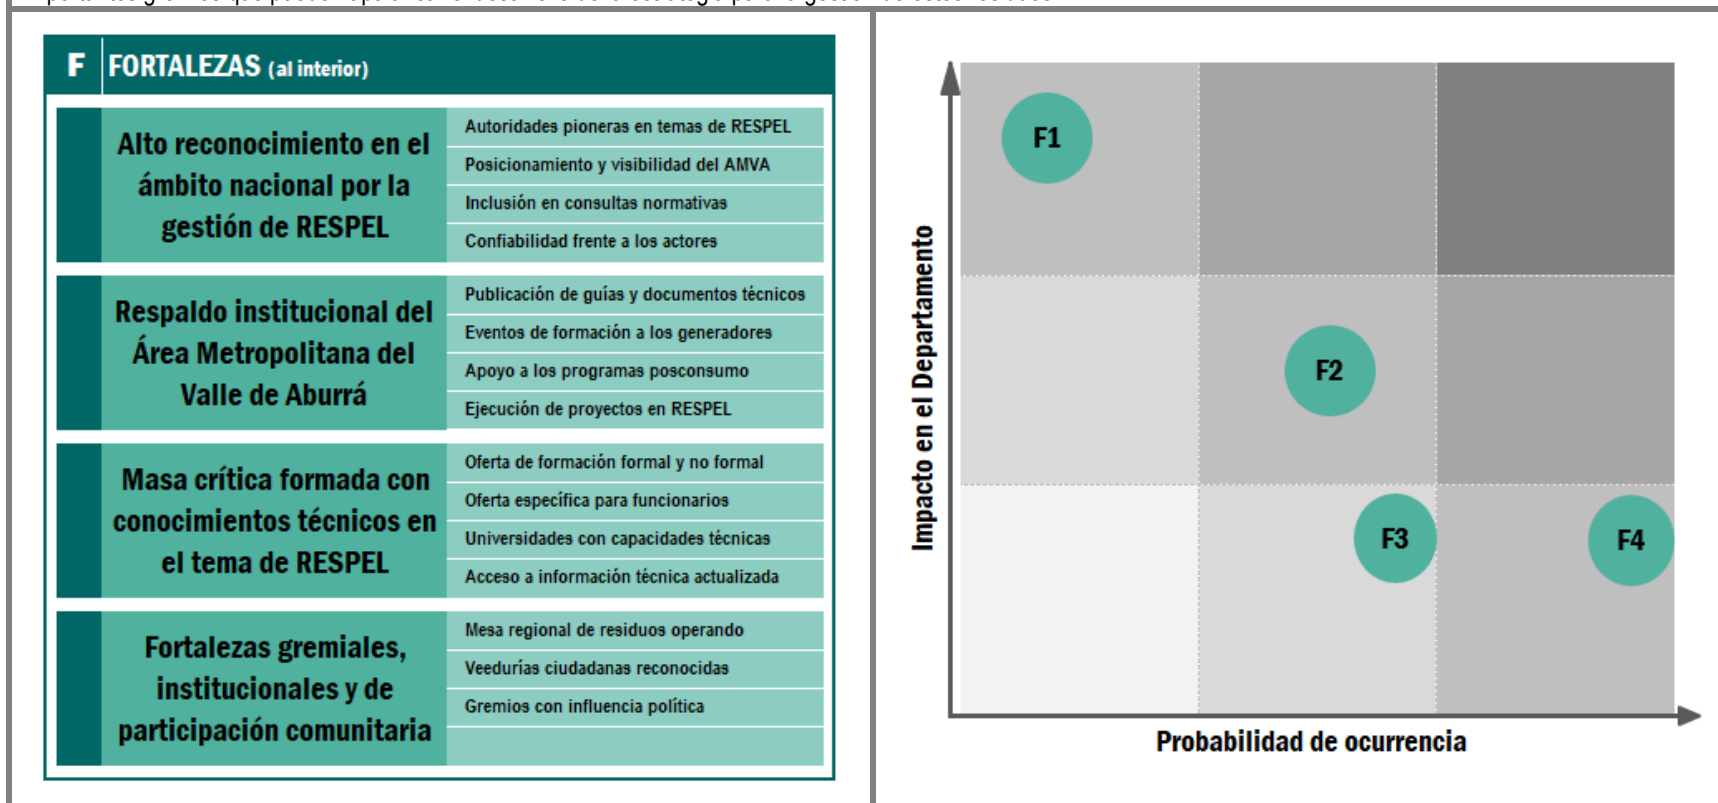 F FORTALEZAS (al interior)
Alto reconocimiento en el
ámbito nacional por la
gestión de RESPEL
Autoridades pioneras en temas de RESPEL
Posicionamiento y visibilidad del AMVA
Inclusión en consultas normativas
Confiabilidad frente a los actores
Respaldo institucional del
Área Metropolitana del
Valle de Aburrá
Publicación de guías y documentos técnicos
Eventos de formación a los generadores
Apoyo a los programas posconsumo
Ejecución de proyectos en RESPEL
Masa crítica formada con
conocimientos técnicos en
el tema de RESPEL
Oferta de formación formal y no formal
Oferta específica para funcionarios
Universidades con capacidades técnicas
Acceso a información técnica actualizada
Fortalezas gremiales,
institucionales y de
participación comunitaria
Mesa regional de residuos operando
Veedurías ciudadanas reconocidas
Gremios con influencia política
Impacto en el Departamento
F1
F2
F3
F4
Probabilidad de ocurrencia